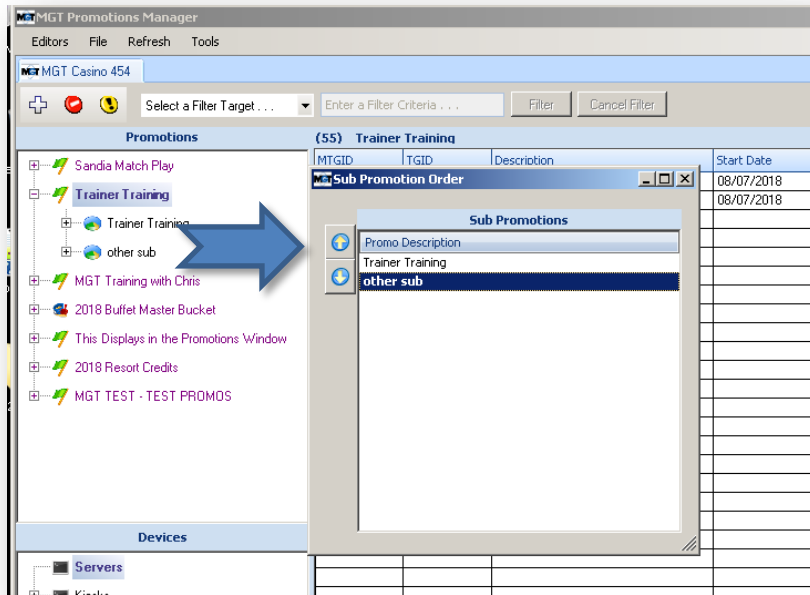 MGT Promotions Manager
Editors File Refresh Tools
MGT Casino 454
Select a Filter Target . . . Enter a Filter Criteria . . . Filter Cancel Filter
Promotions
(55) Trainer Training
MTGID TGID Description Start Date
08/07/2018
08/07/2018
Sandia Match Play
Trainer Training
Trainer Training
other sub
MGT Training with Chris
2018 Buffet Master Bucket
This Displays in the Promotions Window
2018 Resort Credits
MGT TEST - TEST PROMOS
Sub Promotion Order
Sub Promotions
Promo Description
Trainer Training
other sub
Devices
Servers
Kiosks